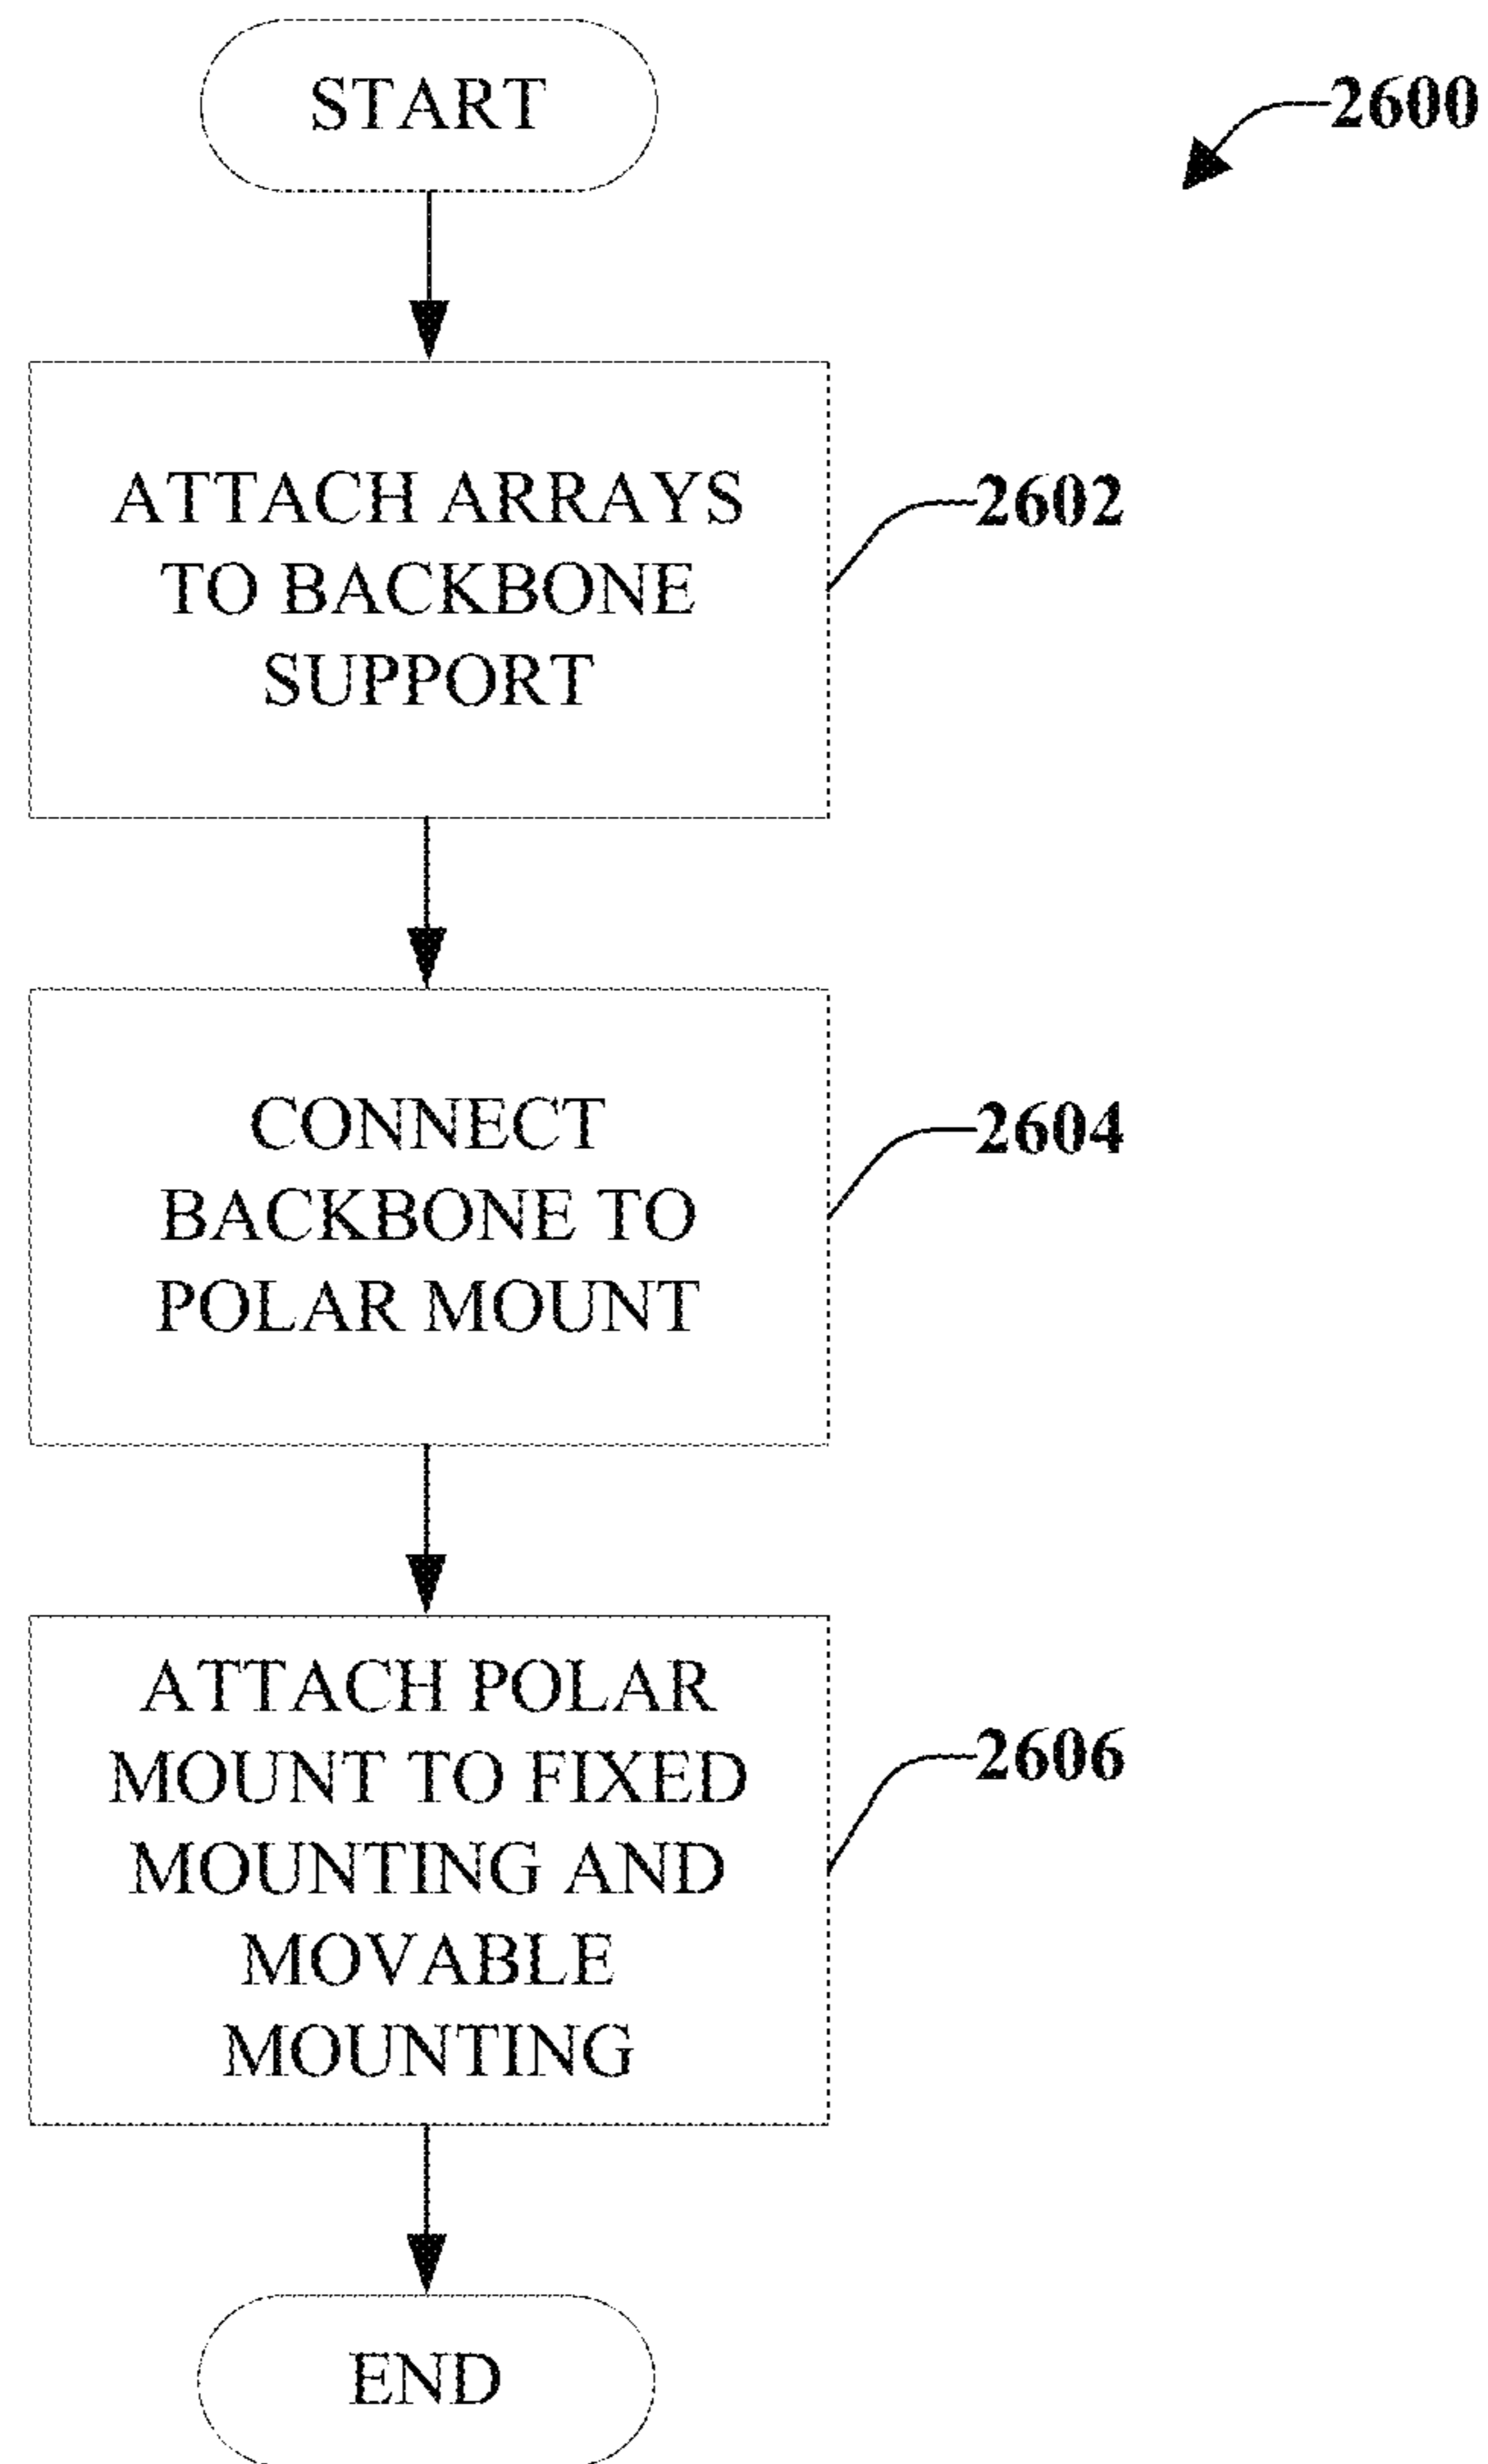 START
2600
ATTACH ARRAYS
TO BACKBONE
SUPPORT
2602
CONNECT
BACKBONE TO
POLAR MOUNT
2604
ATTACH POLAR
MOUNT TO FIXED
MOUNTING AND
MOVABLE
MOUNTING
2606
END